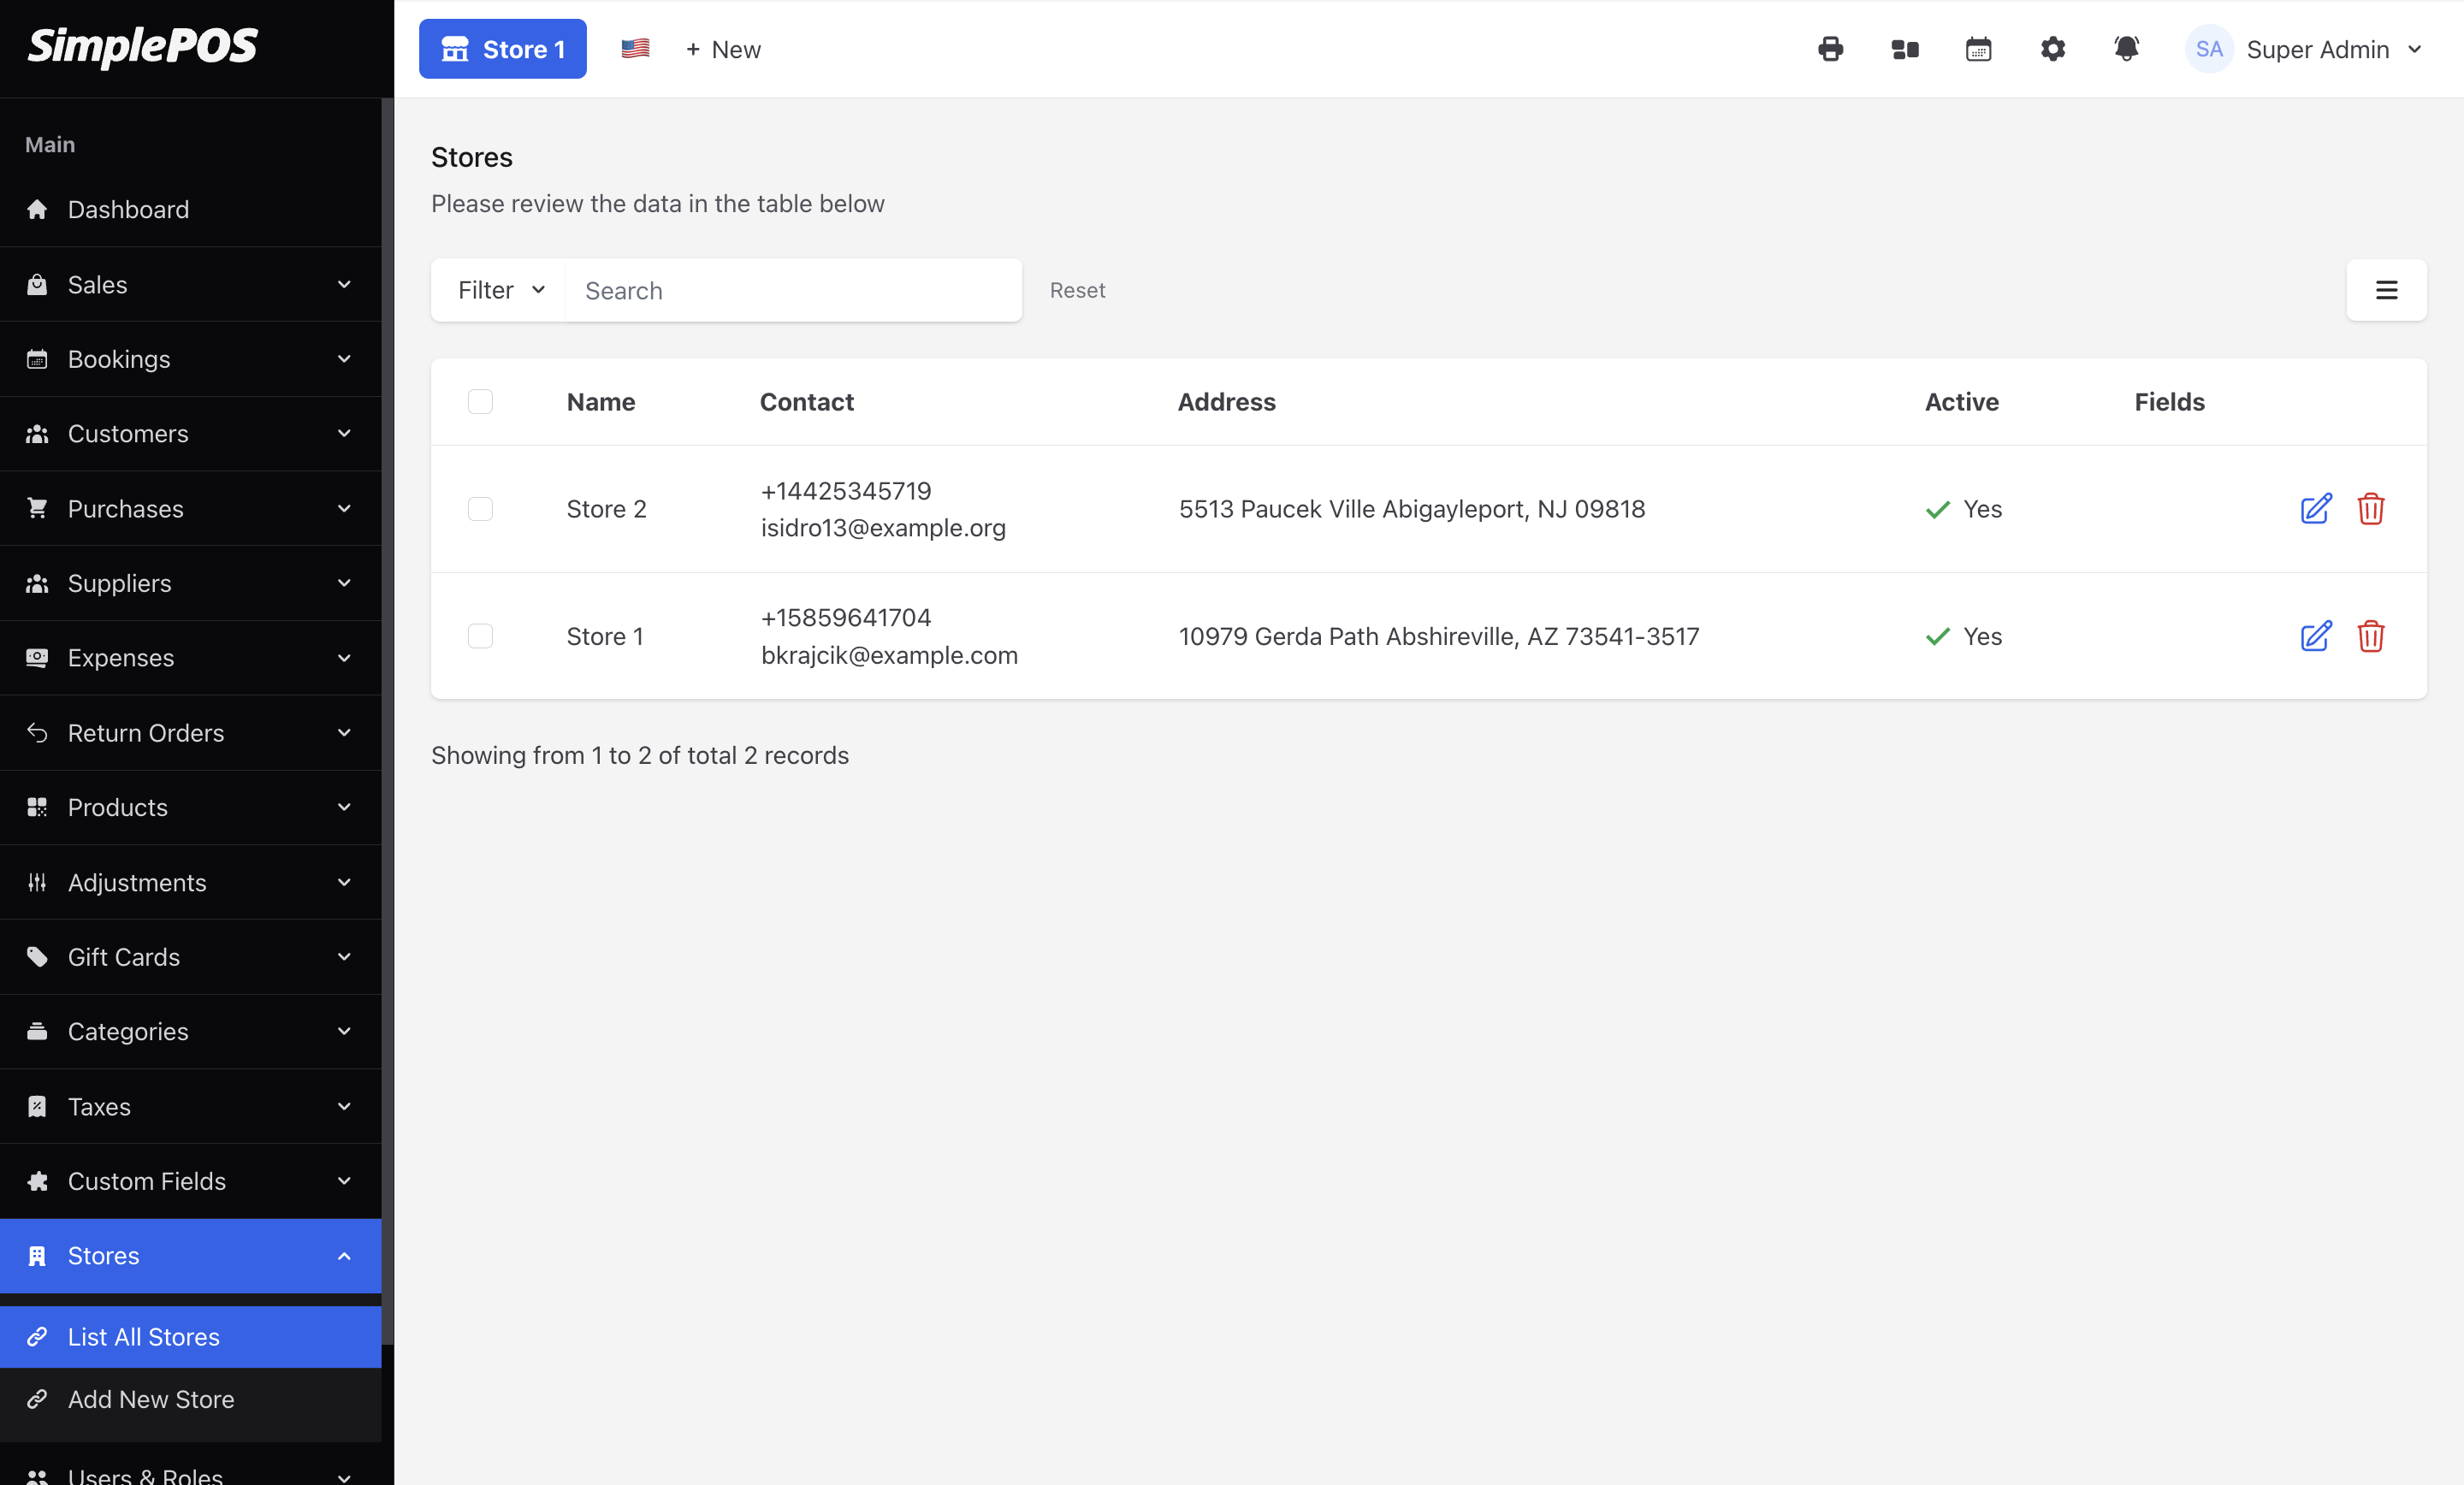 SimplePOS
Store 1
+ New
SA
Super Admin
Main
Dashboard
Sales
Bookings
Customers
Purchases
Suppliers
Expenses
Return Orders
Products
Adjustments
Gift Cards
Categories
Taxes
Custom Fields
Stores
List All Stores
Add New Store
Users & Roles
Stores
Please review the data in the table below
Filter
Search
Reset
Name Contact Address Active Fields
Store 2
+14425345719
isidro13@example.org
5513 Paucek Ville Abigayleport, NJ 09818
Yes
Store 1
+15859641704
bkrajcik@example.com
10979 Gerda Path Abshireville, AZ 73541-3517
Yes
Showing from 1 to 2 of total 2 records